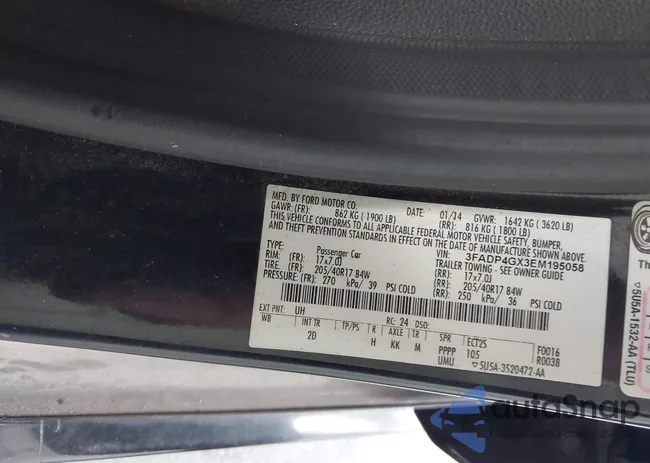 MFD. BY FORD MOTOR CO.
DATE: 01/14 GVWR: 1642 KG ( 3620 LB)
GAWR: (FR): 862 KG ( 1900 LB) (RR): 816 KG ( 1800 LB)
THIS VEHICLE CONFORMS TO ALL APPLICABLE FEDERAL MOTOR VEHICLE SAFETY, BUMPER,
AND THEFT PREVENTION STANDARDS IN EFFECT ON THE DATE OF MANUFACTURE SHOWN ABOVE.
VIN: 3FADP4GX3EM195058
TYPE: Passenger Car TRAILER TOWING - SEE OWNER GUIDE
RIM: (FR): 17x7.0J (RR): 17x7.0J
TIRE: (FR): 205/40R17 84W (RR): 205/40R17 84W
PRESSURE: (FR) 270 kPa/ 39 PSI COLD (RR): 250 kPa/ 36 PSI COLD
EXT PNT: UH RC: 24 DSO:
WB INT TR TP/PS R AXLE TR SPR ECT2S F0016
2D H KK M PPPP 105 R0038
UMU ▽5U5A-3520472-AA
▽5U5A-1532-AA (TLU)
autoSnap